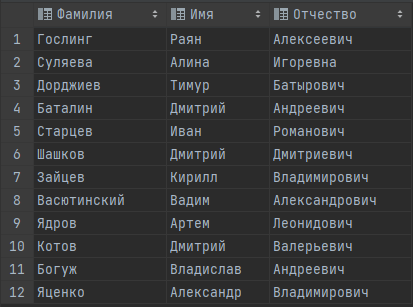 Фамилия Имя Отчество
1 Гослинг Раян Алексеевич
2 Суляева Алина Игоревна
3 Дорджиев Тимур Батырович
4 Баталин Дмитрий Андреевич
5 Старцев Иван Романович
6 Шашков Дмитрий Дмитриевич
7 Зайцев Кирилл Владимирович
8 Васютинский Вадим Александрович
9 Ядров Артем Леонидович
10 Котов Дмитрий Валерьевич
11 Богуж Владислав Андреевич
12 Яценко Александр Владимирович